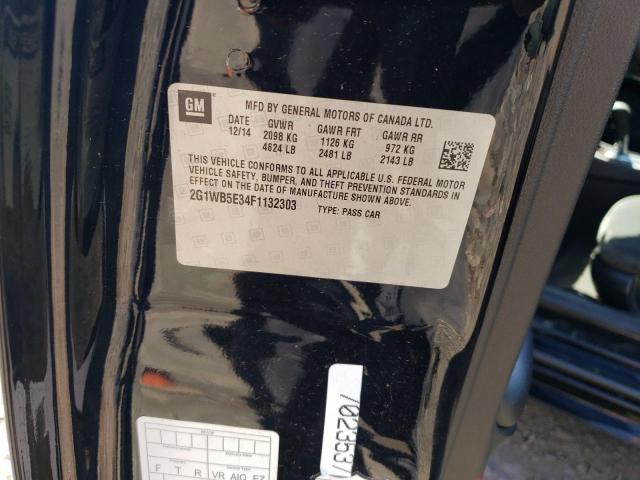 GM
MFD BY GENERAL MOTORS OF CANADA LTD.
DATE GVWR GAWR FRT GAWR RR
12/14 2098 KG 1126 KG 972 KG
4624 LB 2481 LB 2143 LB
THIS VEHICLE CONFORMS TO ALL APPLICABLE U.S. FEDERAL MOTOR
VEHICLE SAFETY, BUMPER, AND THEFT PREVENTION STANDARDS IN
EFFECT ON THE DATE OF MANUFACTURE SHOWN ABOVE.
2G1WB5E34F1132303 TYPE: PASS CAR
/02363
F T R VR AIO EZ